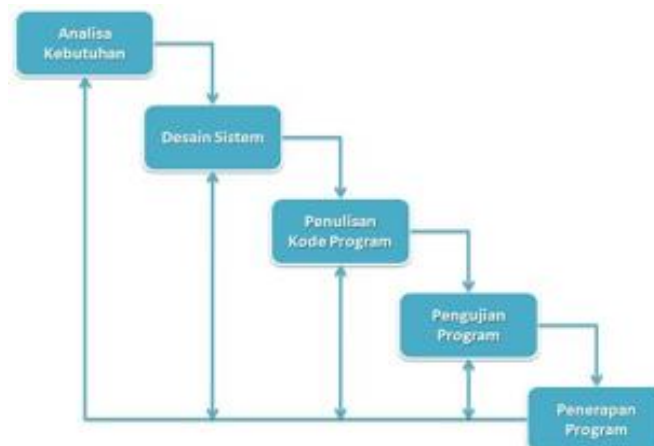 Analisa
Kebutuhan
Desain Sistem
Penulisan
Kode Program
Pengujian
Program
Penerapan
Program